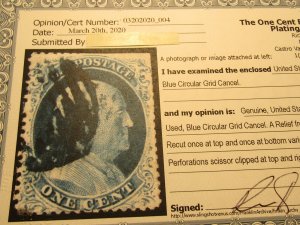 Opinion/Cert Number: 03202020_004
Date: March 20th, 2020
Submitted By
The One Cent
Plating
Castro Va
A photograph or image attached at left:
I have examined the enclosed United States
Blue Circular Grid Cancel.
and my opinion is: Genuine, United S
Used, Blue Circular Grid Cancel. A Relief fr
Recut once at top and once at bottom
Perforations scissor clipped at top and
Signed:
U.S. POSTAGE
ONE CENT